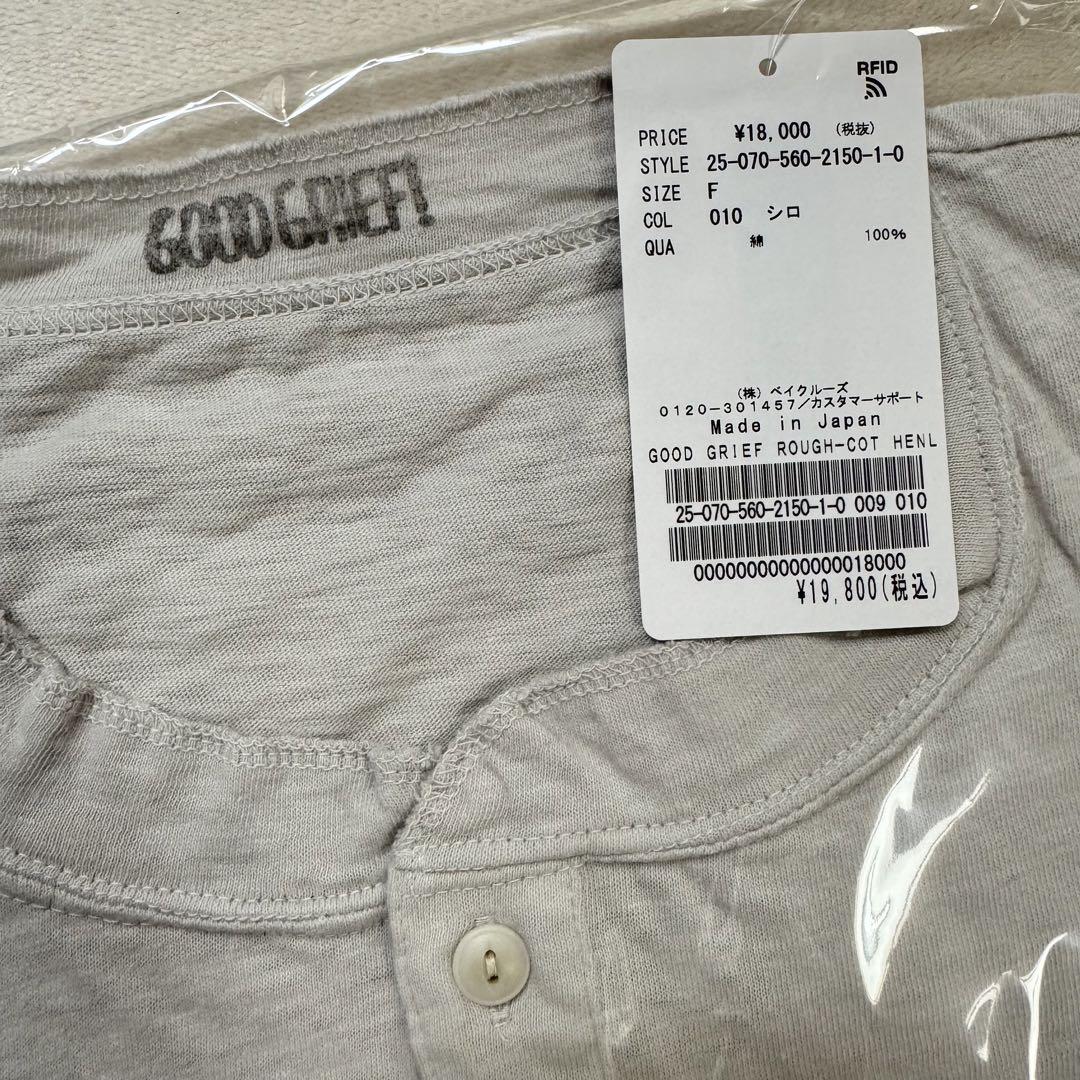 GOOD GRIEF!
RFID
PRICE ¥18,000 (税抜)
STYLE 25-070-560-2150-1-0
SIZE F
COL 010 シロ
QUA 綿 100%
(株) ベイクルーズ
0120-301457/カスタマーサポート
Made in Japan
GOOD GRIEF ROUGH-COT HENL
25-070-560-2150-1-0 009 010
00000000000000018000
¥19,800(税込)